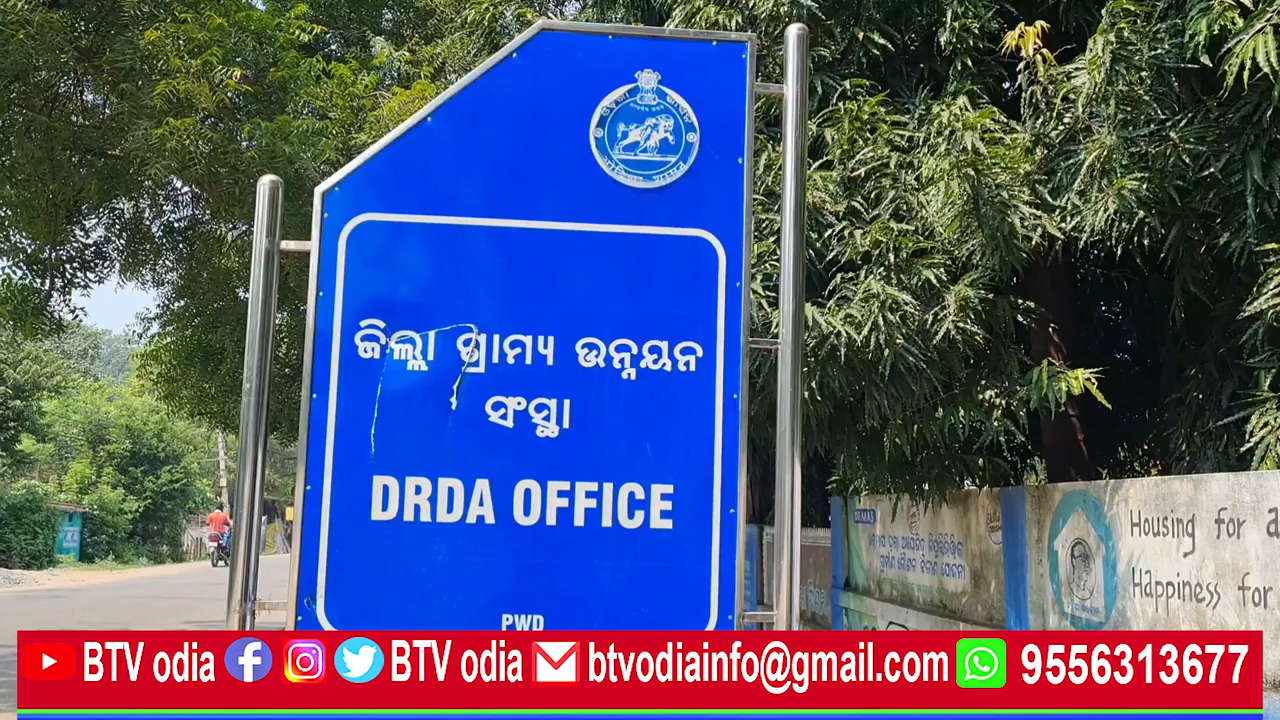 ଜିଲ୍ଲା ଗ୍ରାମ୍ୟ ଉନ୍ନୟନ
ସଂସ୍ଥା
DRDA OFFICE
PWD
Housing for
Happiness for
BTV odia BTV odia btvodiainfo@gmail.com 9556313677